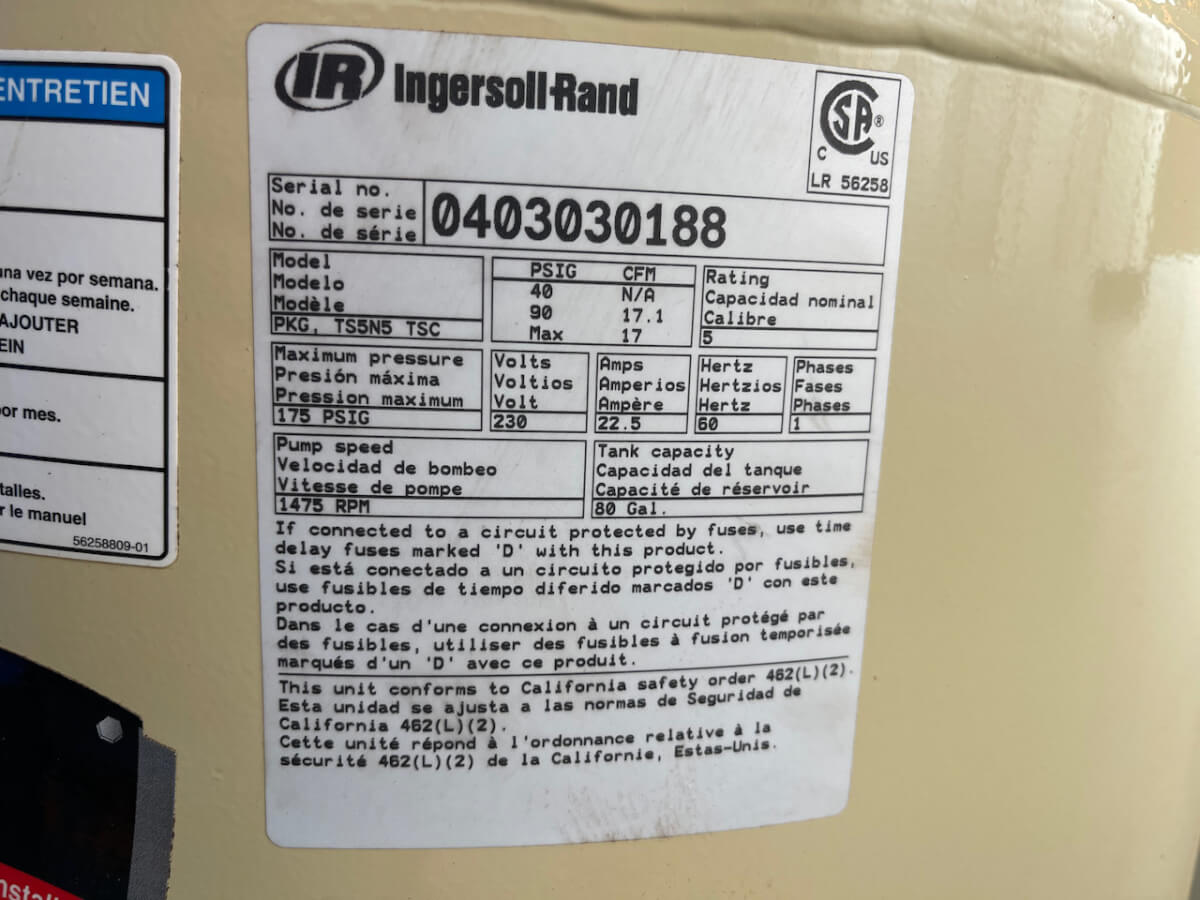 ENTRETIEN
una vez por semana.
chaque semaine.
AJOUTER
EIN
por mes.
talles.
r le manuel
56258809-01
IR Ingersoll-Rand
SA®
C US
LR 56258
Serial no.
No. de serie
No. de série
0403030188
Model
Modelo
Modèle
PKG, TS5N5 TSC
PSIG CFM
40 N/A
90 17.1
Max 17
Rating
Capacidad nominal
Calibre
5
Maximum pressure
Presión máxima
Pression maximum
175 PSIG
Volts
Voltios
Volt
230
Amps
Amperios
Ampère
22.5
Hertz
Hertzios
Hertz
60
Phases
Fases
Phases
1
Pump speed
Velocidad de bombeo
Vitesse de pompe
1475 RPM
Tank capacity
Capacidad del tanque
Capacité de réservoir
80 Gal.
If connected to a circuit protected by fuses, use time
delay fuses marked 'D' with this product.
Si está conectado a un circuito protegido por fusibles,
use fusibles de tiempo diferido marcados 'D' con este
producto.
Dans le cas d'une connexion à un circuit protégé par
des fusibles, utiliser des fusibles à fusion temporisée
marqués d'un 'D' avec ce produit.
This unit conforms to California safety order 462(L)(2).
Esta unidad se ajusta a las normas de Seguridad de
California 462(L)(2).
Cette unité répond à l'ordonnance relative à la
sécurité 462(L)(2) de la Californie, Estas-Unis.